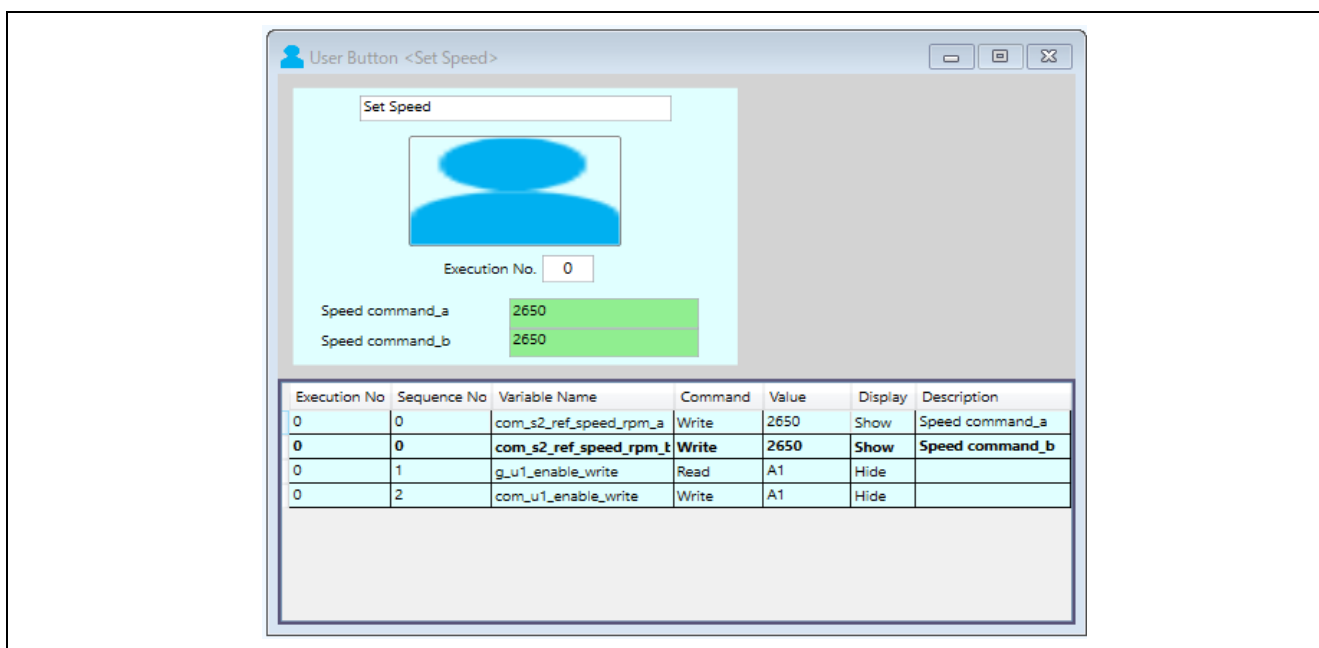 User Button <Set Speed>
Set Speed
Execution No. 0
Speed command_a 2650
Speed command_b 2650
Execution No Sequence No Variable Name Command Value Display Description
0 0 com_s2_ref_speed_rpm_a Write 2650 Show Speed command_a
0 0 com_s2_ref_speed_rpm_b Write 2650 Show Speed command_b
0 1 g_u1_enable_write Read A1 Hide
0 2 com_u1_enable_write Write A1 Hide